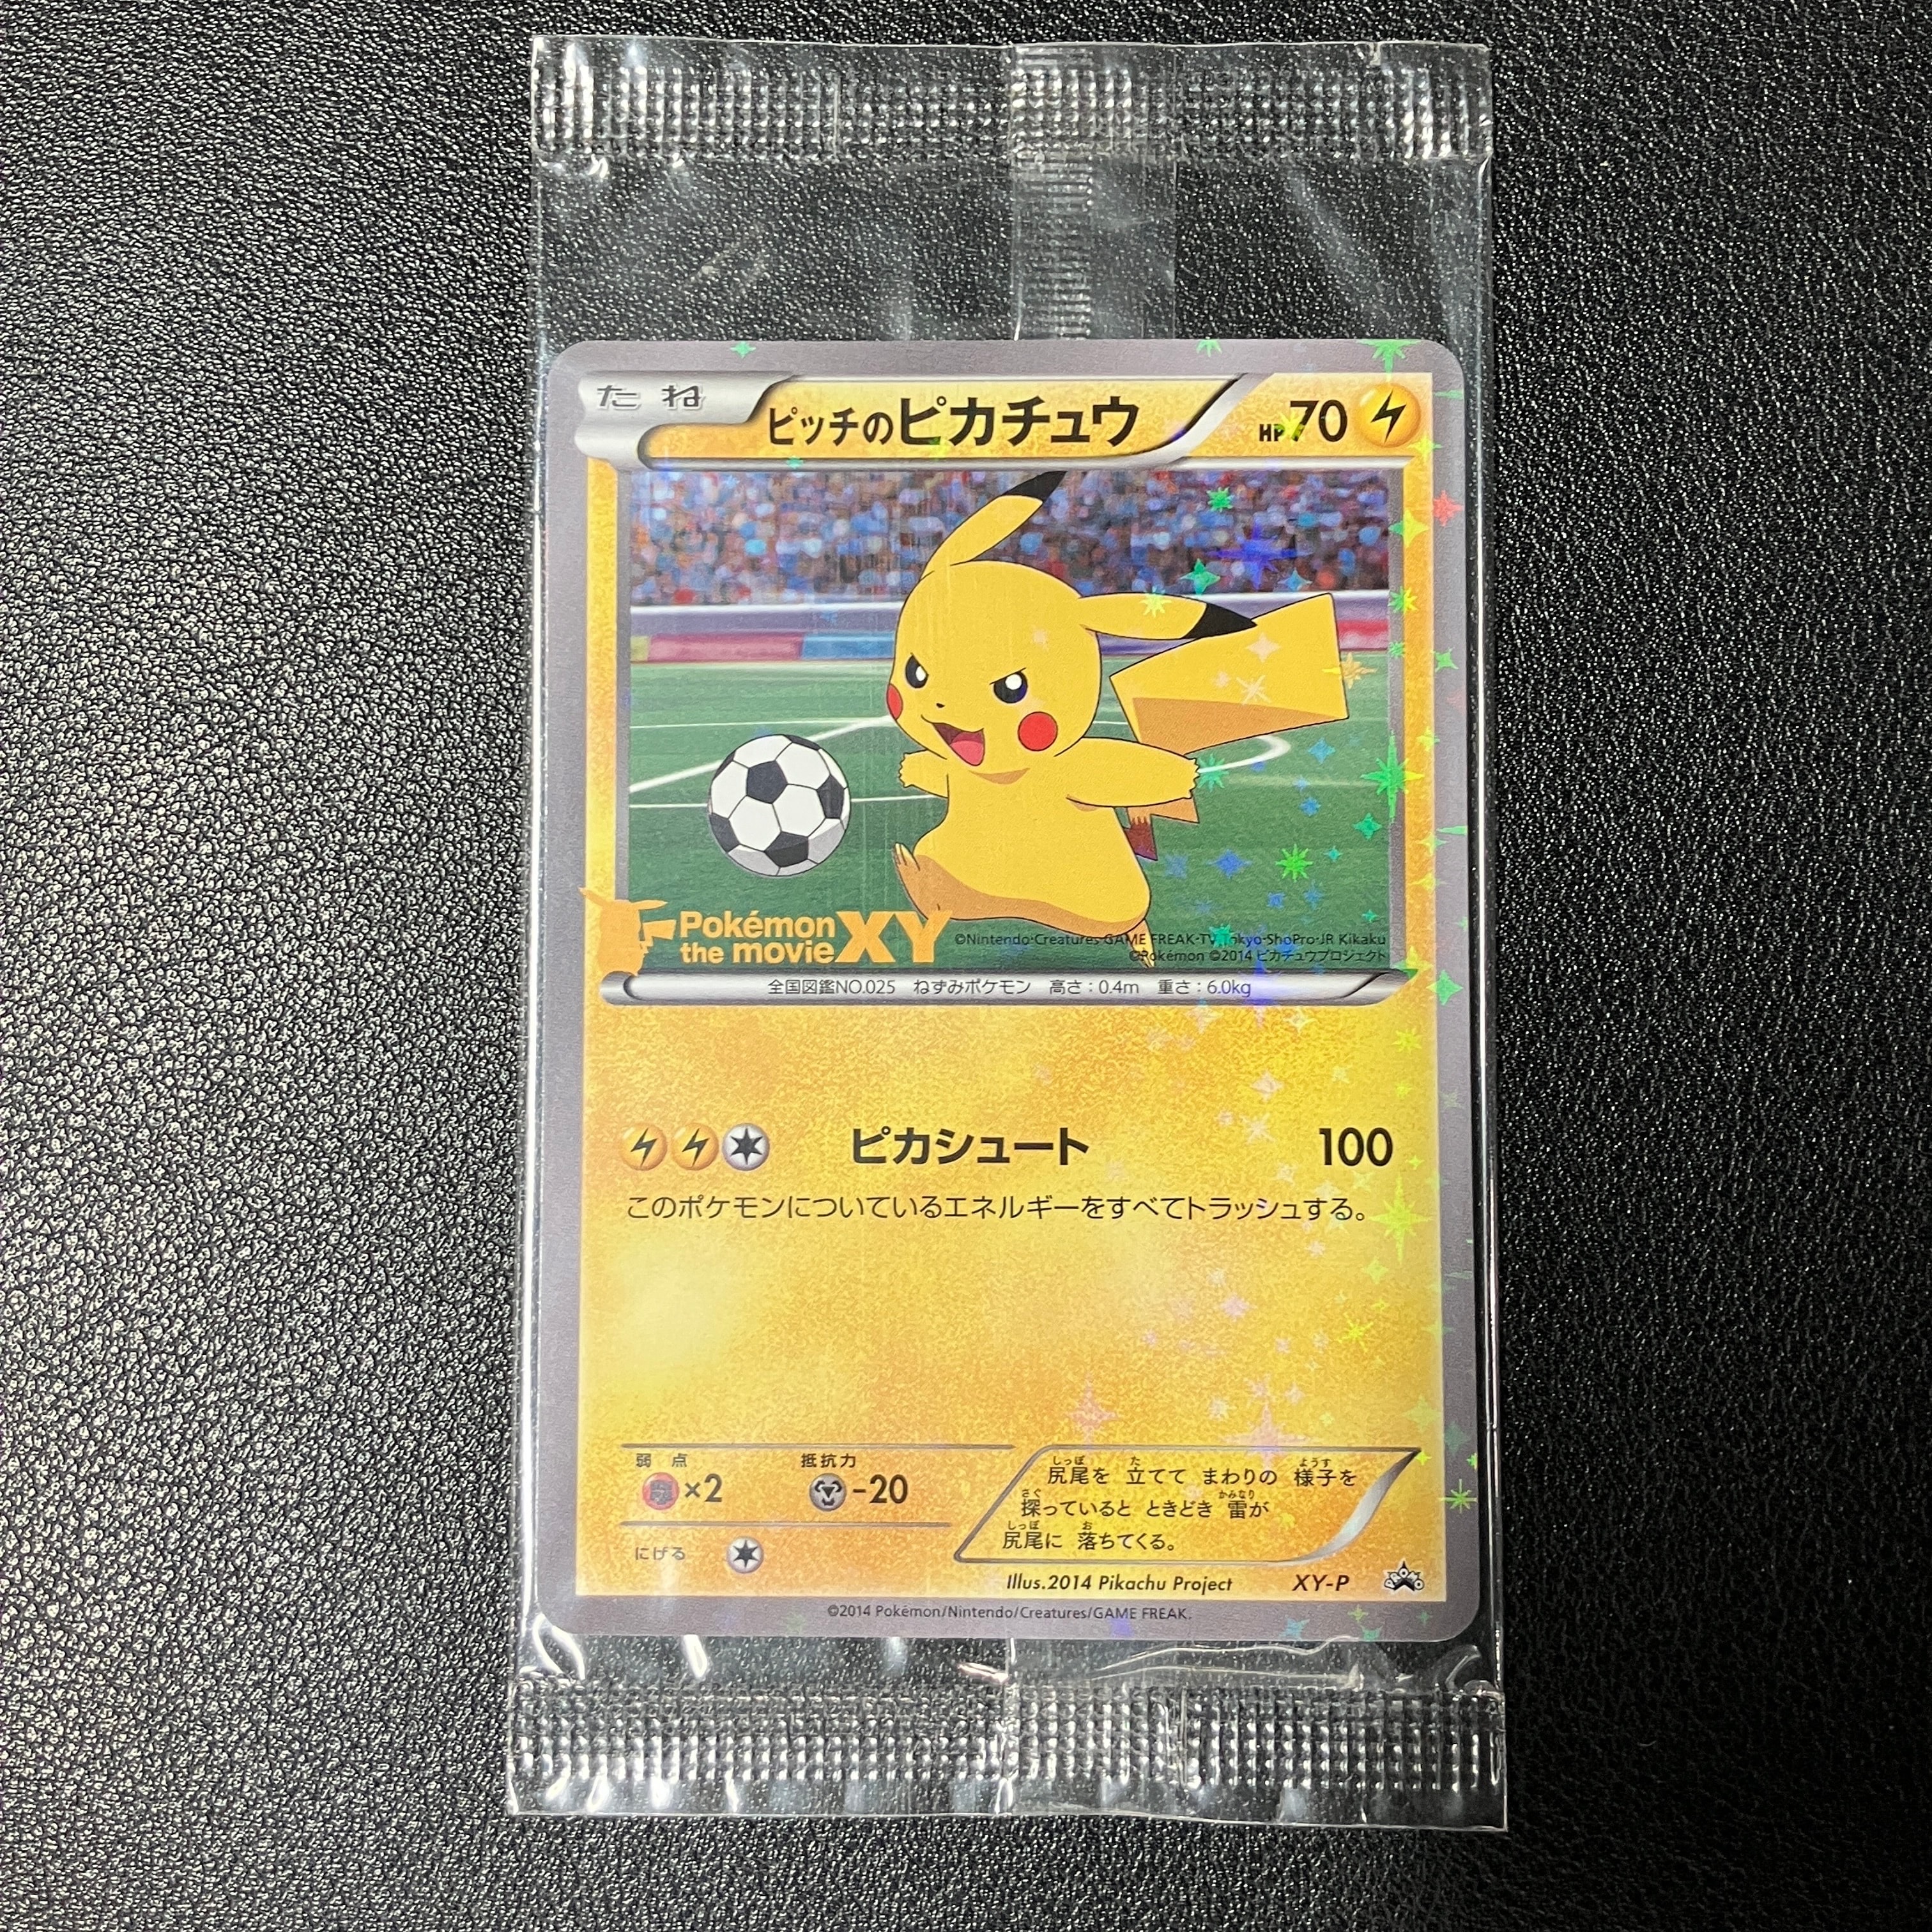 たね
ピッチのピカチュウ
HP70
Pokémon
the movie XY
©Nintendo·Creatures·GAME FREAK·TV Tokyo·ShoPro·JR Kikaku
©Pokémon ©2014 ピカチュウプロジェクト
全国図鑑NO.025 ねずみポケモン 高さ：0.4m 重さ：6.0kg
ピカシュート 100
このポケモンについているエネルギーをすべてトラッシュする。
弱点 抵抗力
×2 -20
にげる
尻尾を 立てて まわりの 様子を
探っていると ときどき 雷が
尻尾に 落ちてくる。
Illus.2014 Pikachu Project XY-P
©2014 Pokémon/Nintendo/Creatures/GAME FREAK.